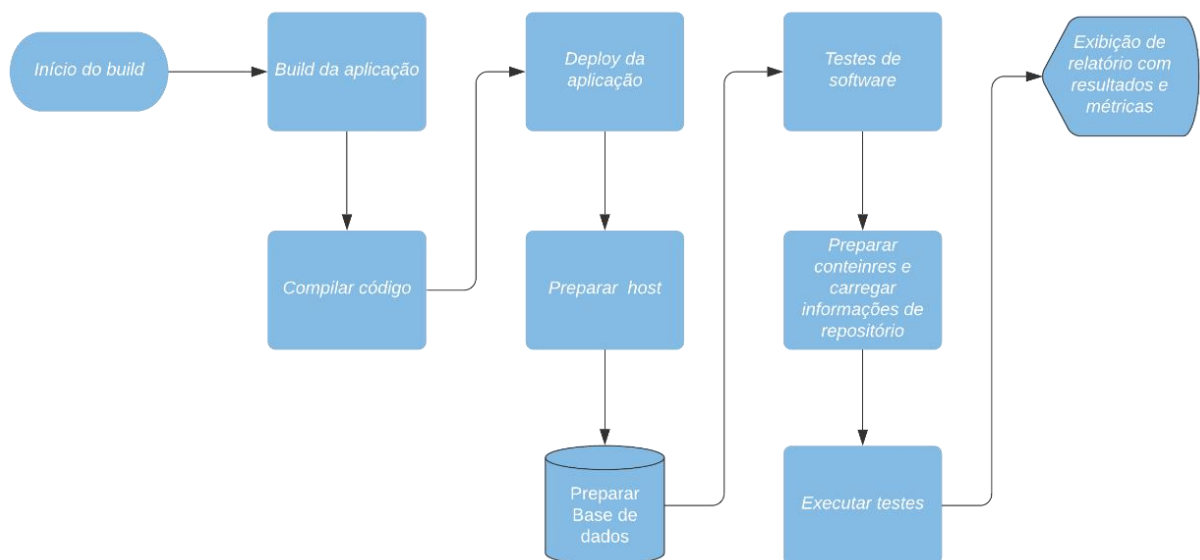 Início do build
Build da aplicação
Compilar código
Deploy da
aplicação
Preparar host
Preparar
Base de
dados
Testes de
software
Preparar
conteinres e
carregar
informações de
repositório
Executar testes
Exibição de
relatório com
resultados e
métricas